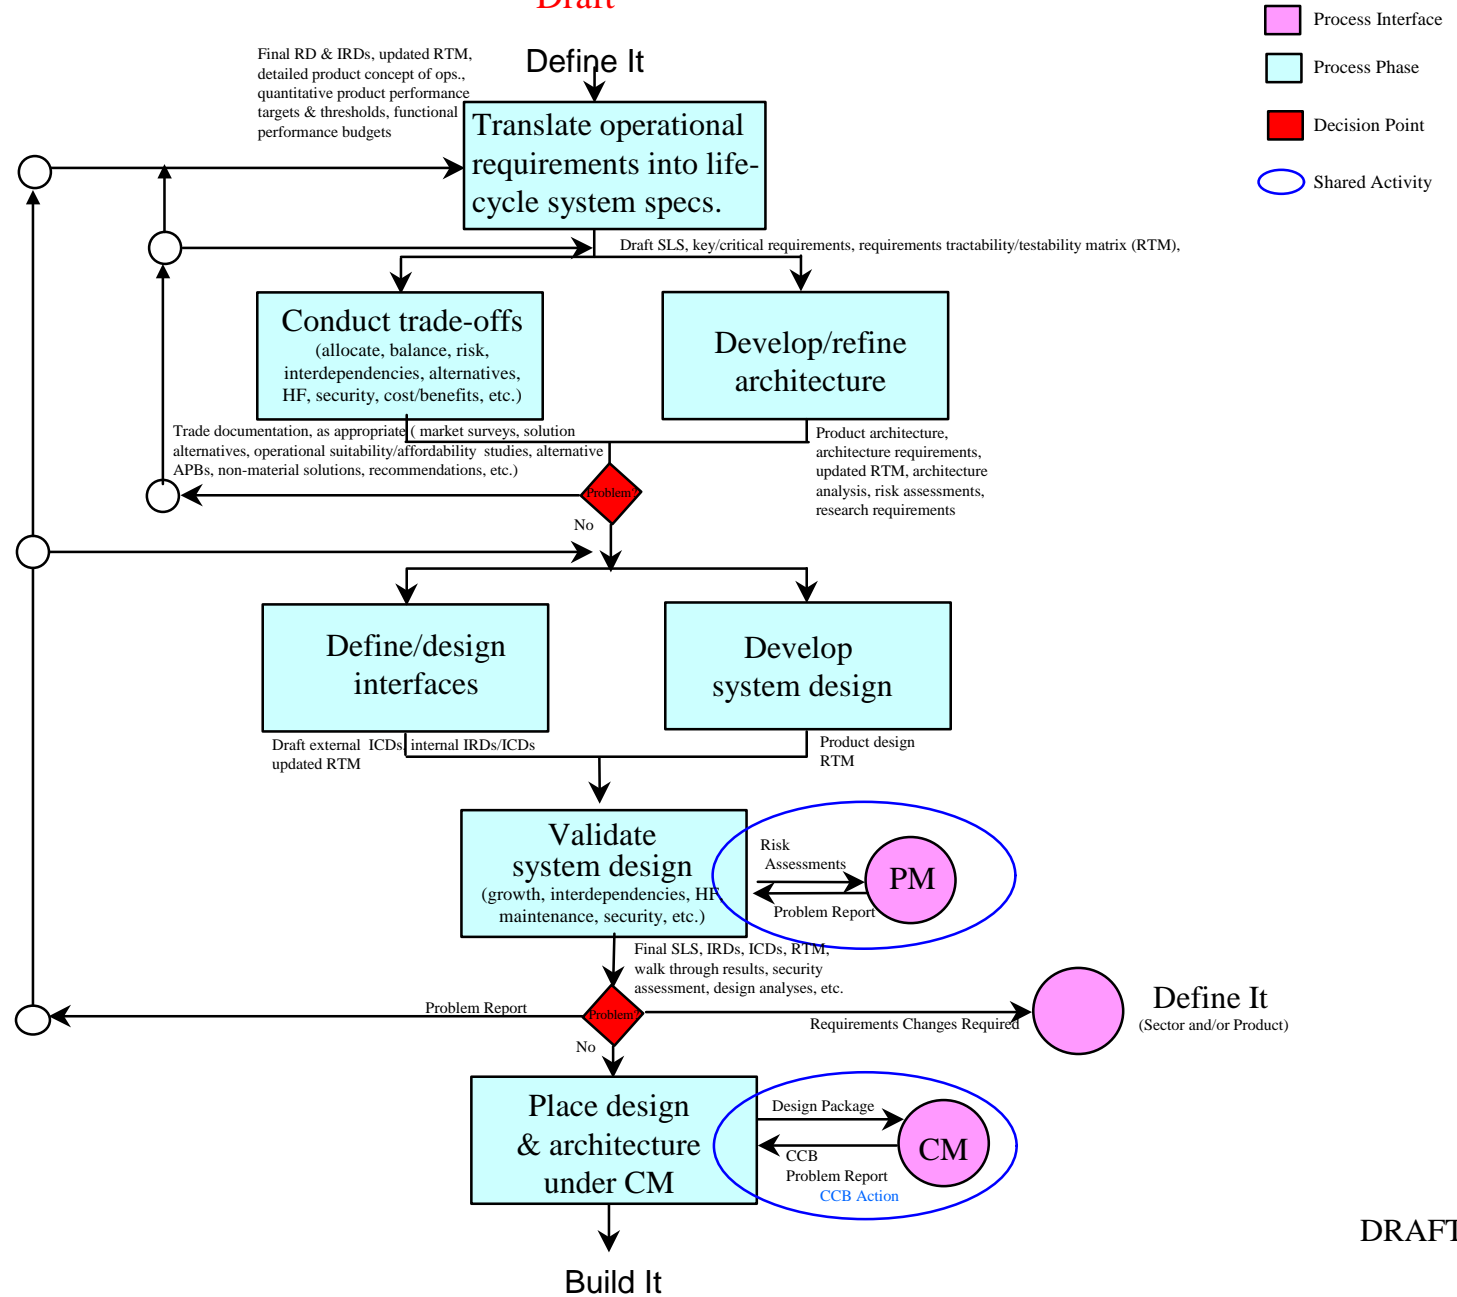 Draft
Process Interface
Process Phase
Decision Point
Shared Activity
Final RD & IRDs, updated RTM,
detailed product concept of ops.,
quantitative product performance
targets & thresholds, functional
performance budgets
Define It
Translate operational
requirements into life-
cycle system specs.
Draft SLS, key/critical requirements, requirements tractability/testability matrix (RTM),
Conduct trade-offs
(allocate, balance, risk,
interdependencies, alternatives,
HF, security, cost/benefits, etc.)
Develop/refine
architecture
Trade documentation, as appropriate ( market surveys, solution
alternatives, operational suitability/affordability studies, alternative
APBs, non-material solutions, recommendations, etc.)
Product architecture,
architecture requirements,
updated RTM, architecture
analysis, risk assessments,
research requirements
Problem?
No
Define/design
interfaces
Develop
system design
Draft external ICDs, internal IRDs/ICDs
updated RTM
Product design
RTM
Validate
system design
(growth, interdependencies, HF,
maintenance, security, etc.)
Risk
Assessments
PM
Problem Report
Final SLS, IRDs, ICDs, RTM,
walk through results, security
assessment, design analyses, etc.
Problem Report
Problem?
Requirements Changes Required
Define It
(Sector and/or Product)
No
Place design
& architecture
under CM
Design Package
CM
CCB
Problem Report
CCB Action
DRAFT
Build It